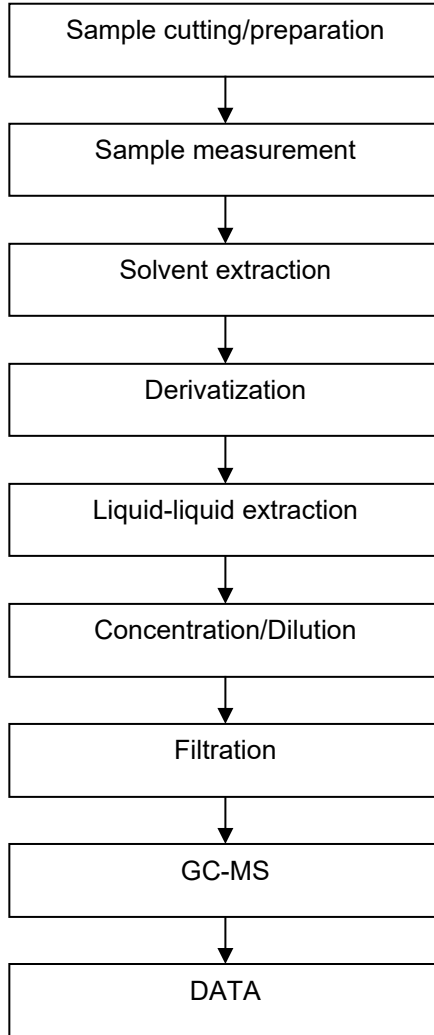 Sample cutting/preparation
Sample measurement
Solvent extraction
Derivatization
Liquid-liquid extraction
Concentration/Dilution
Filtration
GC-MS
DATA